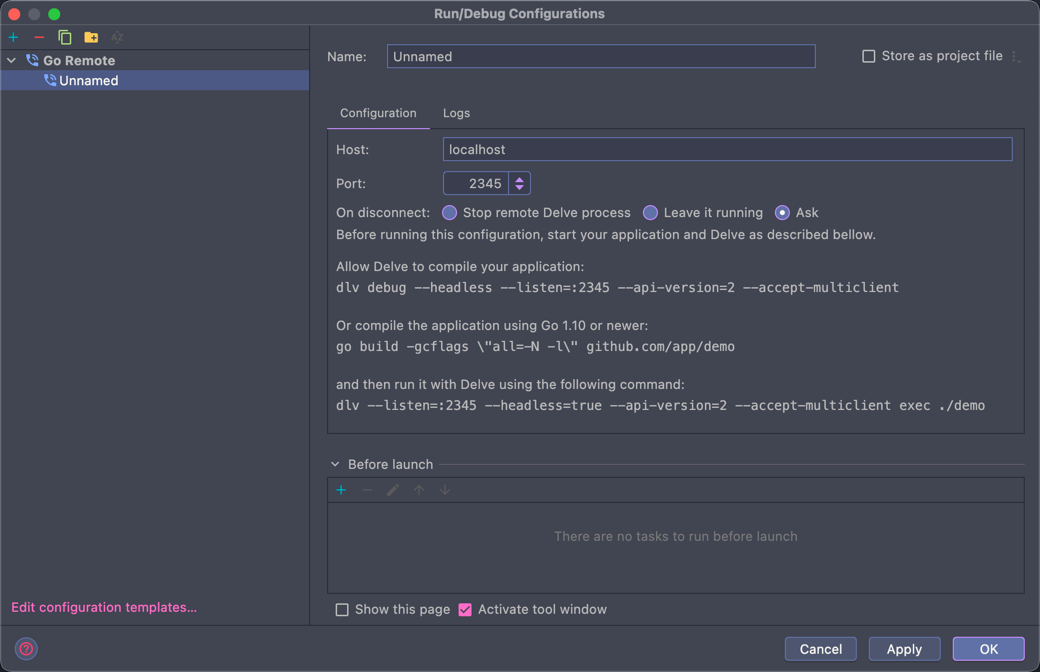 Run/Debug Configurations
Go Remote
Unnamed
Edit configuration templates...
Name:
Unnamed
Store as project file
Configuration
Logs
Host:
localhost
Port:
2345
On disconnect:
Stop remote Delve process
Leave it running
Ask
Before running this configuration, start your application and Delve as described bellow.
Allow Delve to compile your application:
dlv debug --headless --listen=:2345 --api-version=2 --accept-multiclient
Or compile the application using Go 1.10 or newer:
go build -gcflags \"all=-N -l\" github.com/app/demo
and then run it with Delve using the following command:
dlv --listen=:2345 --headless=true --api-version=2 --accept-multiclient exec ./demo
Before launch
There are no tasks to run before launch
Show this page
Activate tool window
Cancel
Apply
OK